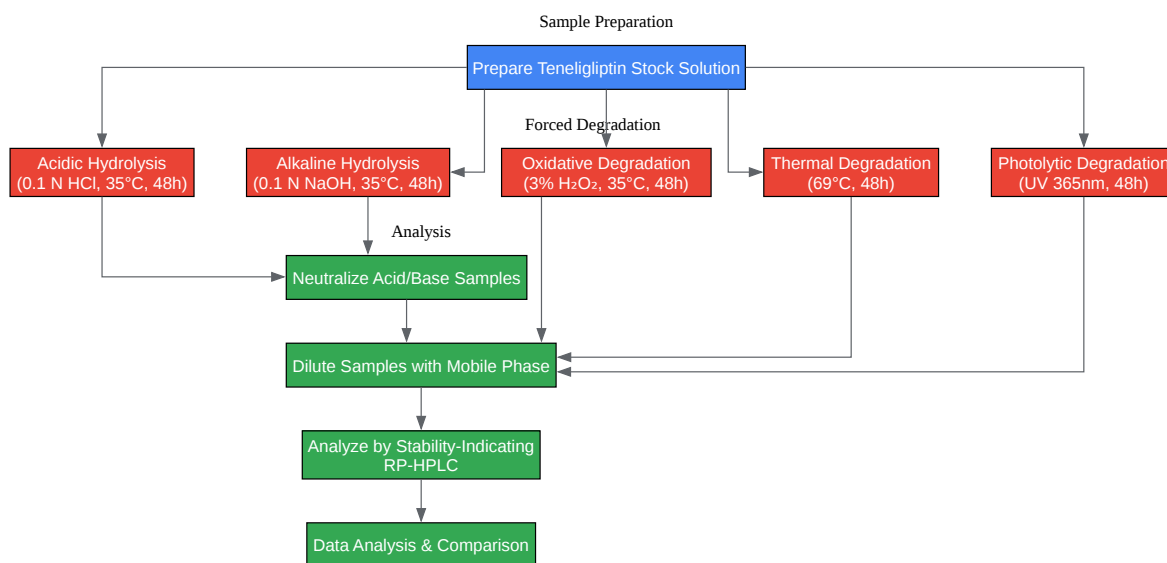 Sample Preparation
Prepare Teneligliptin Stock Solution
Forced Degradation
Acidic Hydrolysis
(0.1 N HCl, 35°C, 48h)
Alkaline Hydrolysis
(0.1 N NaOH, 35°C, 48h)
Oxidative Degradation
(3% H₂O₂, 35°C, 48h)
Thermal Degradation
(69°C, 48h)
Photolytic Degradation
(UV 365nm, 48h)
Analysis
Neutralize Acid/Base Samples
Dilute Samples with Mobile Phase
Analyze by Stability-Indicating
RP-HPLC
Data Analysis & Comparison